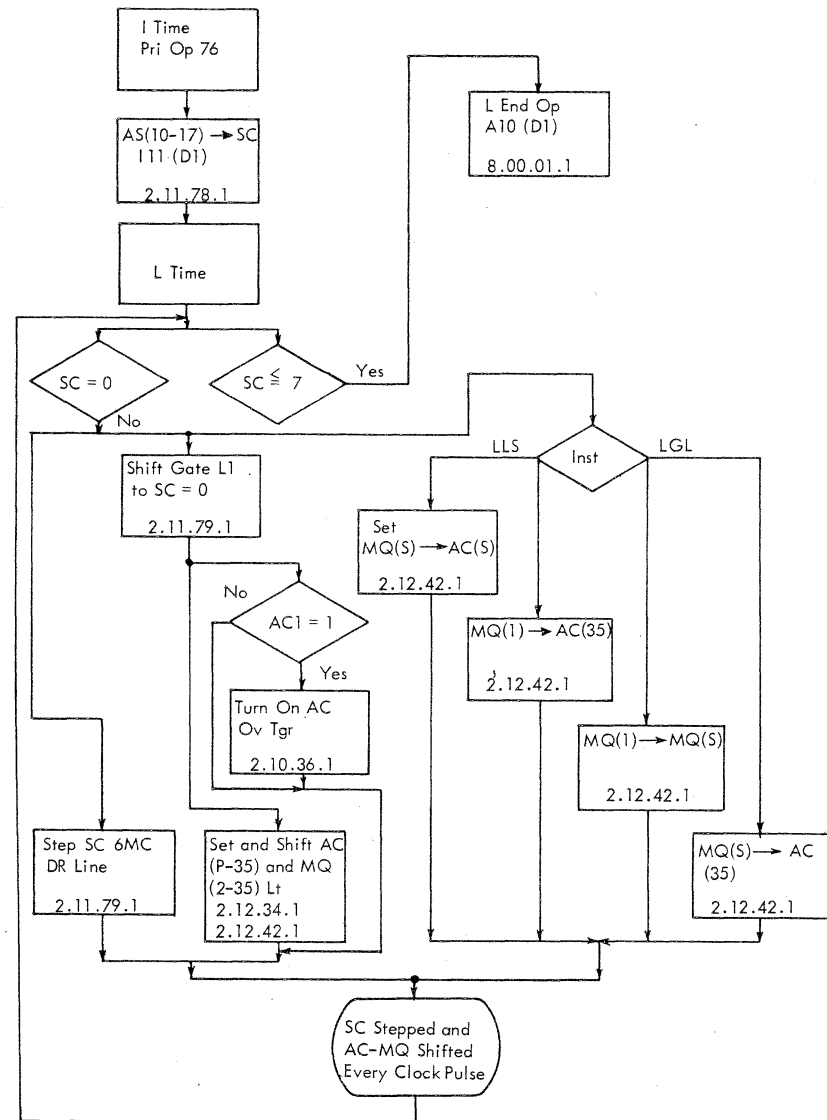 I Time
Pri Op 76
AS(10-17) → SC
I 11 (D1)
2.11.78.1
L Time
L End Op
A10 (D1)
8.00.01.1
SC = 0
SC ≦ 7
Yes
No
Shift Gate L1
to SC = 0
2.11.79.1
LLS
Inst
LGL
Set
MQ(S) → AC(S)
2.12.42.1
No
AC1 = 1
Yes
MQ(1) → AC(35)
2.12.42.1
Turn On AC
Ov Tgr
2.10.36.1
MQ(1) → MQ(S)
2.12.42.1
Step SC 6MC
DR Line
2.11.79.1
Set and Shift AC
(P-35) and MQ
(2-35) Lt
2.12.34.1
2.12.42.1
MQ(S) → AC
(35)
2.12.42.1
SC Stepped and
AC-MQ Shifted
Every Clock Pulse